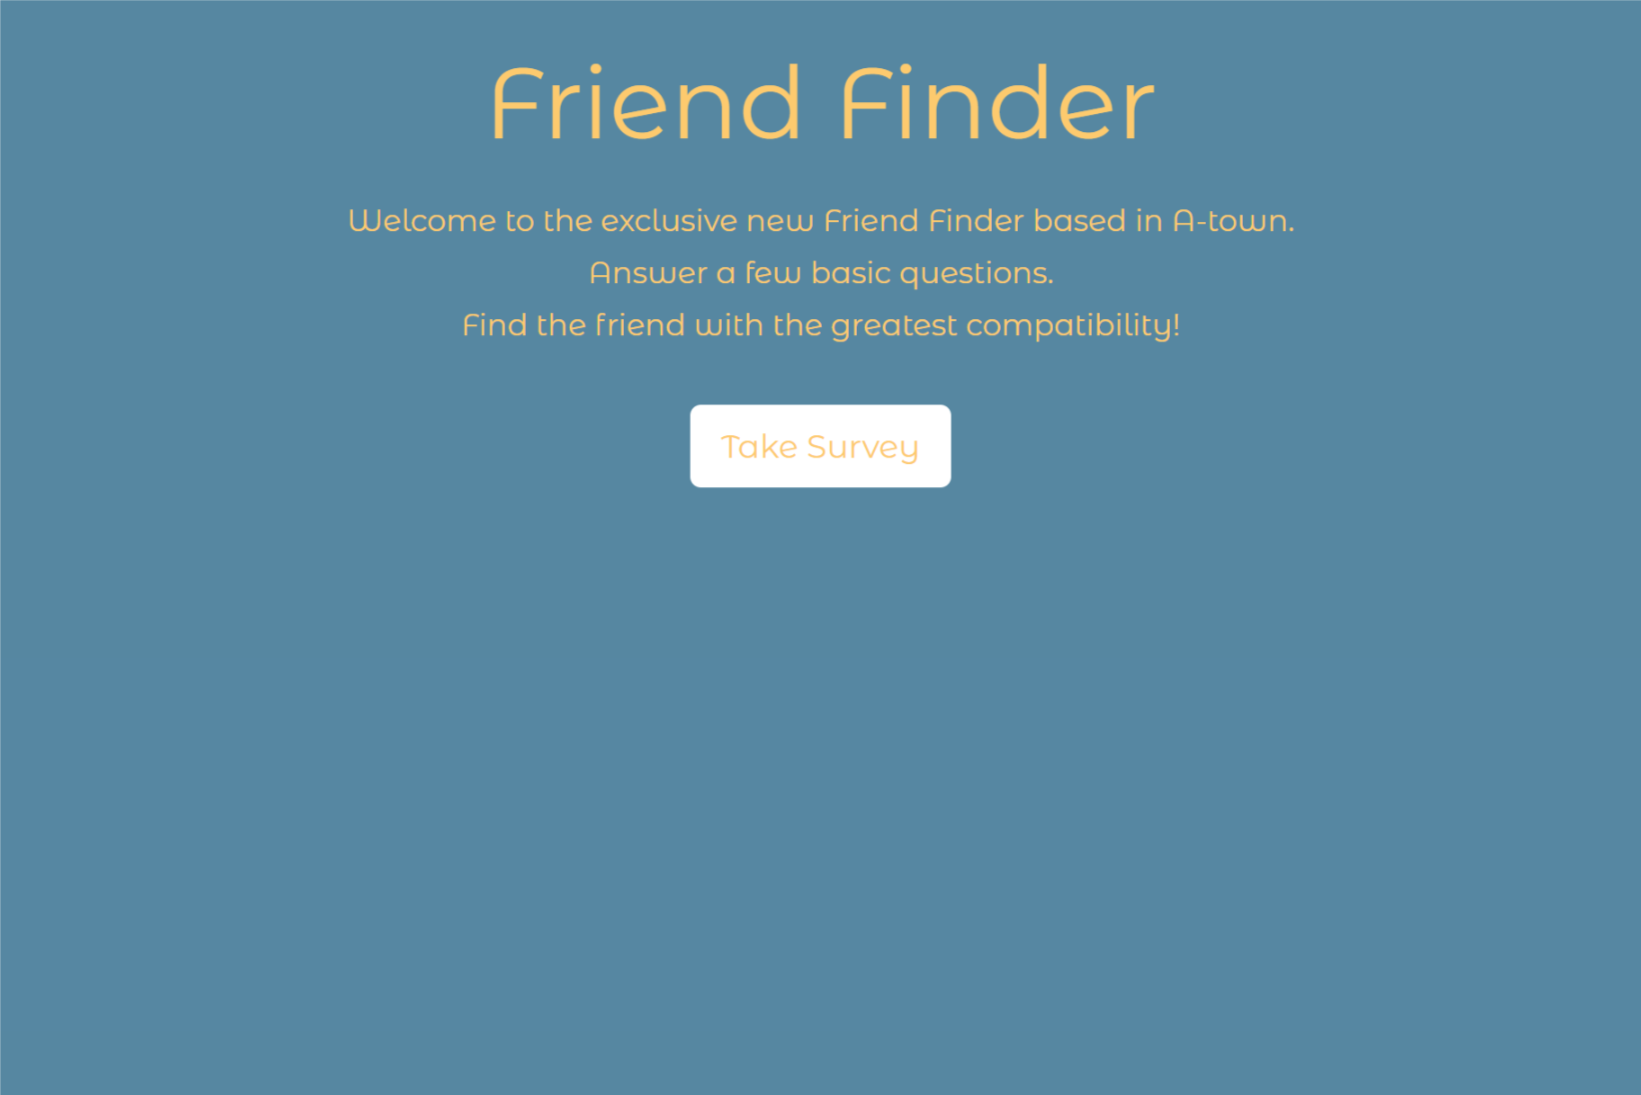 Friend Finder
Welcome to the exclusive new Friend Finder based in A-town.
Answer a few basic questions.
Find the friend with the greatest compatibility!
Take Survey